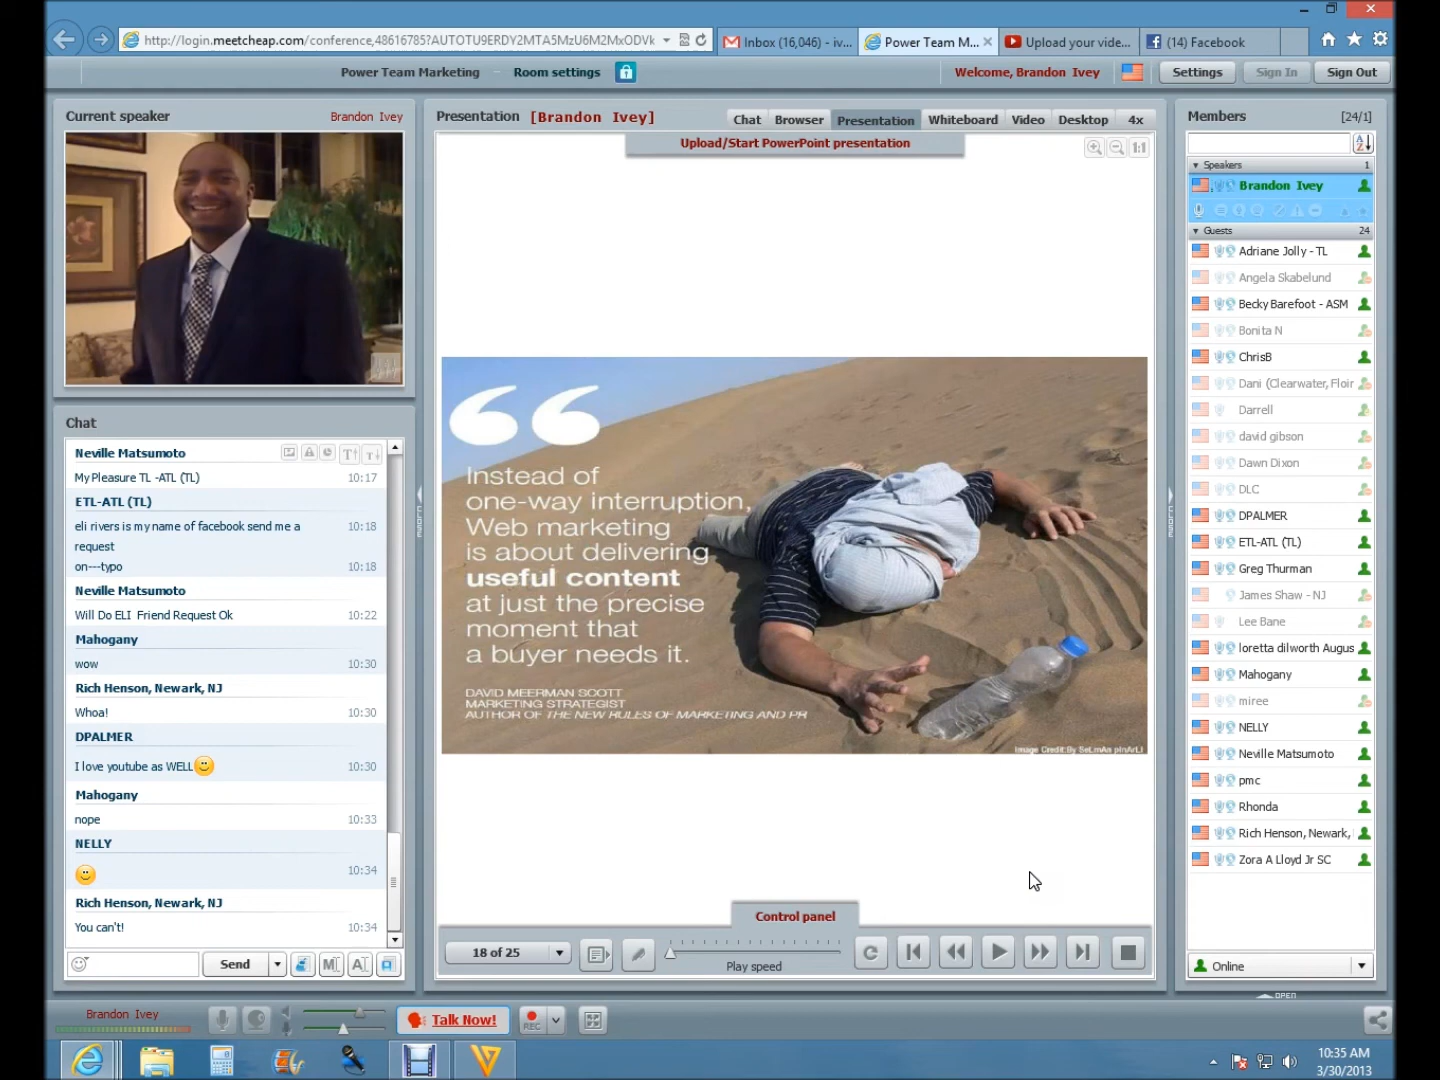 http://login.meetcheap.com/conference,48616785?AUTOTU9ERDY2MTA5MzU6M2MxODVk
Inbox (16,046) - iv...
Power Team M...
Upload your vide...
(14) Facebook
Power Team Marketing
Room settings
Welcome, Brandon Ivey
Settings
Sign In
Sign Out
Current speaker
Brandon Ivey
Presentation [Brandon Ivey]
Chat
Browser
Presentation
Whiteboard
Video
Desktop
4x
Upload/Start PowerPoint presentation
1:1
Members
[24/1]
Speakers
1
Brandon Ivey
Guests
24
Adriane Jolly - TL
Angela Skabelund
Becky Barefoot - ASM
Bonita N
ChrisB
Dani (Clearwater, Floir
Darrell
david gibson
Dawn Dixon
DLC
DPALMER
ETL-ATL (TL)
Greg Thurman
James Shaw - NJ
Lee Bane
loretta dilworth Augus
Mahogany
miree
NELLY
Neville Matsumoto
pmc
Rhonda
Rich Henson, Newark,
Zora A Lloyd Jr SC
Online
OPEN
Chat
Neville Matsumoto
My Pleasure TL -ATL (TL)
10:17
ETL-ATL (TL)
eli rivers is my name of facebook send me a
request
10:18
on---typo
10:18
Neville Matsumoto
Will Do ELI Friend Request Ok
10:22
Mahogany
wow
10:30
Rich Henson, Newark, NJ
Whoa!
10:30
DPALMER
I love youtube as WELL
10:30
Mahogany
nope
10:33
NELLY
10:34
Rich Henson, Newark, NJ
You can't!
10:34
Send
“
Instead of
one-way interruption,
Web marketing
is about delivering
useful content
at just the precise
moment that
a buyer needs it.
DAVID MEERMAN SCOTT
MARKETING STRATEGIST
AUTHOR OF THE NEW RULES OF MARKETING AND PR
Image Credit:By SeLmAn pInArLI
Control panel
18 of 25
Play speed
Brandon Ivey
Talk Now!
REC
10:35 AM
3/30/2013